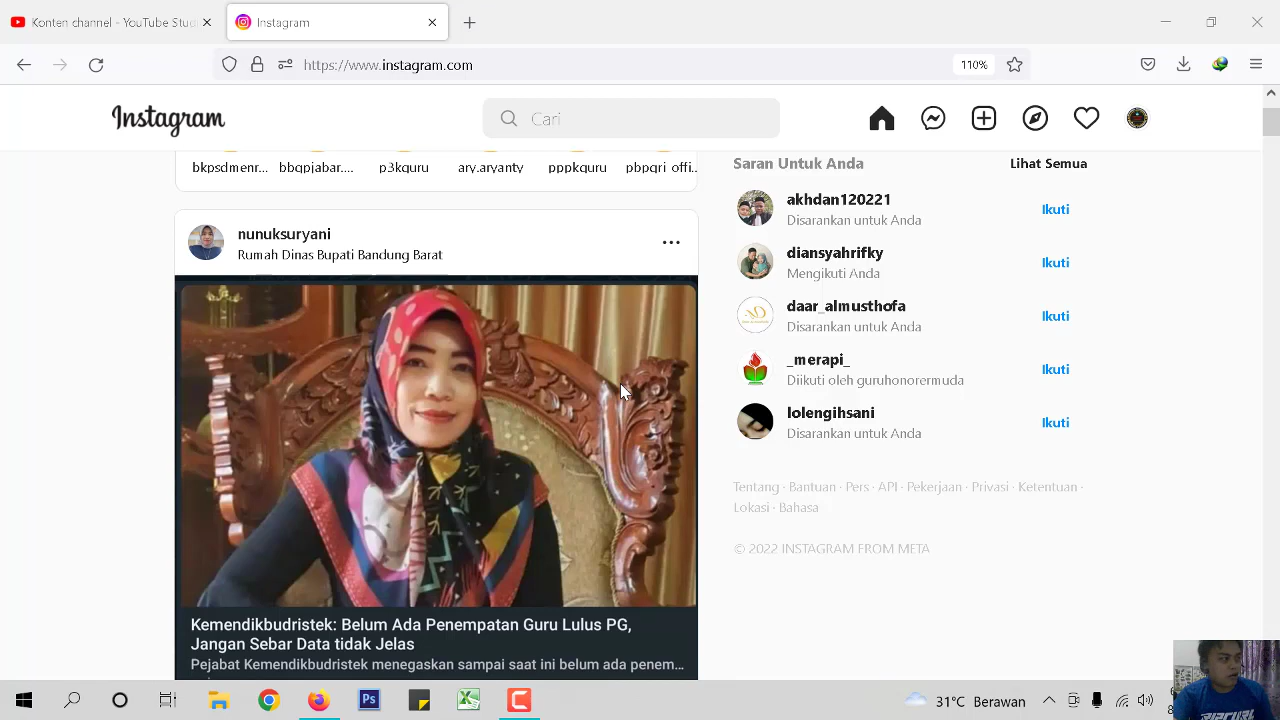 Konten channel - YouTube Stud
Instagram
https://www.instagram.com
110%
Instagram
Cari
bkpsdmenr...
bbgpjabar....
p3kguru
ary.aryanty
pppkguru
pbpgri_offi...
Saran Untuk Anda
Lihat Semua
nunuksuryani
Rumah Dinas Bupati Bandung Barat
akhdan120221
Disarankan untuk Anda
Ikuti
diansyahrifky
Mengikuti Anda
Ikuti
daar_almusthofa
Disarankan untuk Anda
Ikuti
_merapi_
Diikuti oleh guruhonorermuda
Ikuti
lolengihsani
Disarankan untuk Anda
Ikuti
Tentang · Bantuan · Pers · API · Pekerjaan · Privasi · Ketentuan ·
Lokasi · Bahasa
© 2022 INSTAGRAM FROM META
Kemendikbudristek: Belum Ada Penempatan Guru Lulus PG,
Jangan Sebar Data tidak Jelas
Pejabat Kemendikbudristek menegaskan sampai saat ini belum ada penem...
31°C Berawan